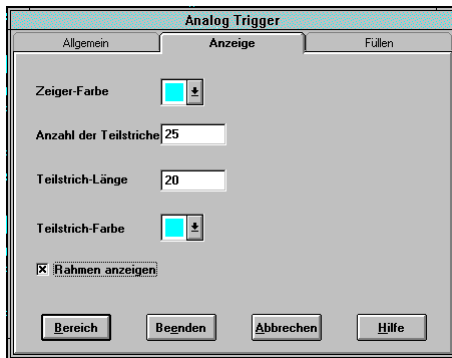 Analog Trigger
Allgemein Anzeige Füllen
Zeiger-Farbe
Anzahl der Teilstriche 25
Teilstrich-Länge 20
Teilstrich-Farbe
Rahmen anzeigen
Bereich Beenden Abbrechen Hilfe